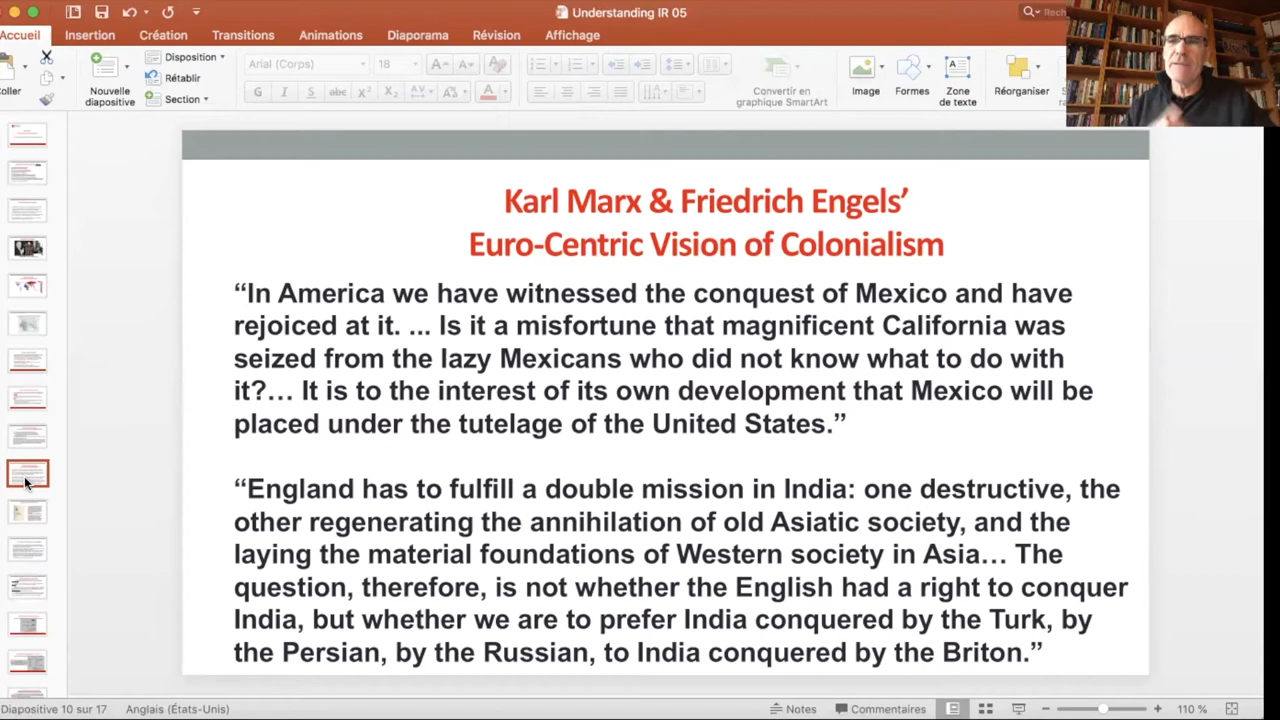 Understanding IR 05
Rech
Accueil
Insertion
Création
Transitions
Animations
Diaporama
Révision
Affichage
Coller
Nouvelle
diapositive
Disposition
Rétablir
Section
Arial (Corps)
18
G I S abc X² X₂
Convertir en
graphique SmartArt
Image
Formes
Zone
de texte
Réorganiser
Karl Marx & Friedrich Engels’
Euro-Centric Vision of Colonialism
“In America we have witnessed the conquest of Mexico and have
rejoiced at it. ... Is it a misfortune that magnificent California was
seized from the lazy Mexicans who did not know what to do with
it?… It is to the interest of its own development that Mexico will be
placed under the tutelage of the United States.”
“England has to fulfill a double mission in India: one destructive, the
other regenerating the annihilation of old Asiatic society, and the
laying the material foundations of Western society in Asia… The
question, therefore, is not whether the English had a right to conquer
India, but whether we are to prefer India conquered by the Turk, by
the Persian, by the Russian, to India conquered by the Briton.”
Diapositive 10 sur 17
Anglais (États-Unis)
Notes
Commentaires
110 %